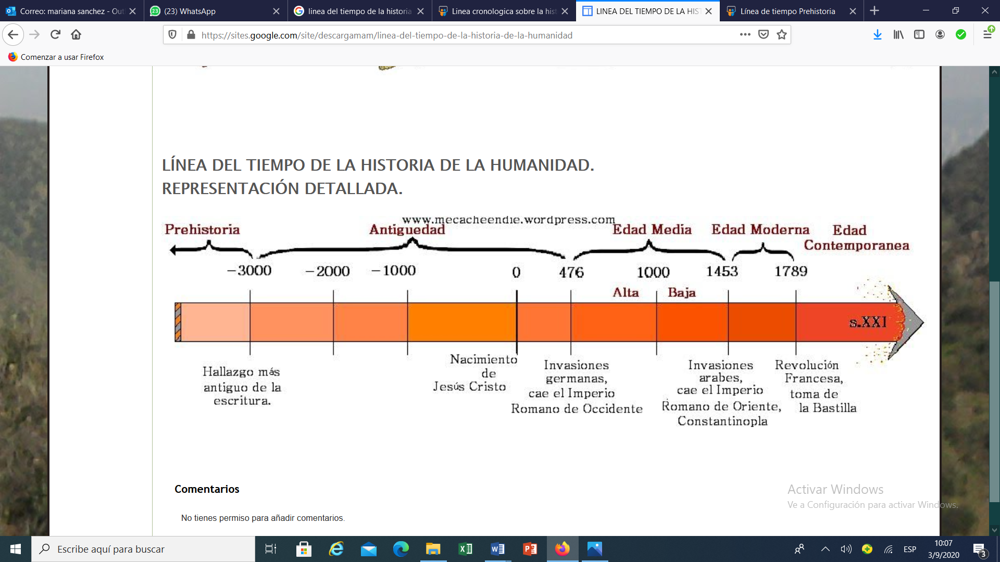 Correo: mariana sanchez - Out
(23) WhatsApp
linea del tiempo de la historia
Linea cronologica sobre la hist
LINEA DEL TIEMPO DE LA HIST
Línea de tiempo Prehistoria
https://sites.google.com/site/descargamam/linea-del-tiempo-de-la-historia-de-la-humanidad
Comenzar a usar Firefox
LÍNEA DEL TIEMPO DE LA HISTORIA DE LA HUMANIDAD.
REPRESENTACIÓN DETALLADA.
www.mecacheendie.wordpress.com
Prehistoria
Antiguedad
Edad Media
Edad Moderna
Edad
Contemporanea
-3000
-2000
-1000
0
476
1000
1453
1789
Alta
Baja
s.XXI
Hallazgo más
antiguo de la
escritura.
Nacimiento
de
Jesús Cristo
Invasiones
germanas,
cae el Imperio
Romano de Occidente
Invasiones
arabes,
cae el Imperio
Romano de Oriente,
Constantinopla
Revolución
Francesa,
toma de
la Bastilla
Comentarios
No tienes permiso para añadir comentarios.
Activar Windows
Ve a Configuración para activar Windows.
Escribe aquí para buscar
ESP
10:07
3/9/2020
3